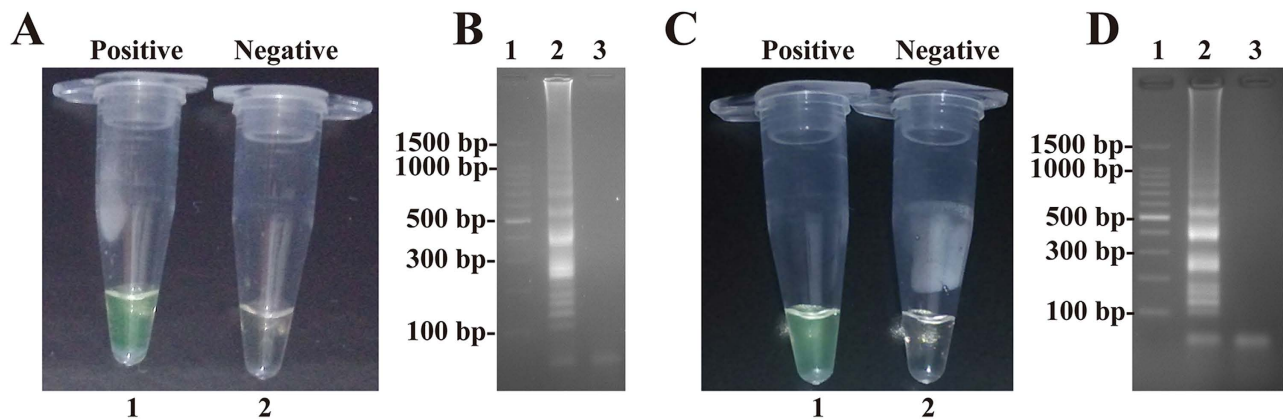 A
Positive Negative
1 2
B
1 2 3
1500 bp-
1000 bp-
500 bp-
300 bp-
100 bp-
C
Positive Negative
1 2
D
1 2 3
1500 bp-
1000 bp-
500 bp-
300 bp-
100 bp-